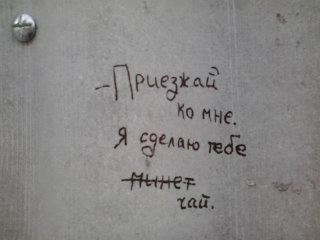 - Приезжай
ко мне.
Я сделаю тебе
минет
чай.